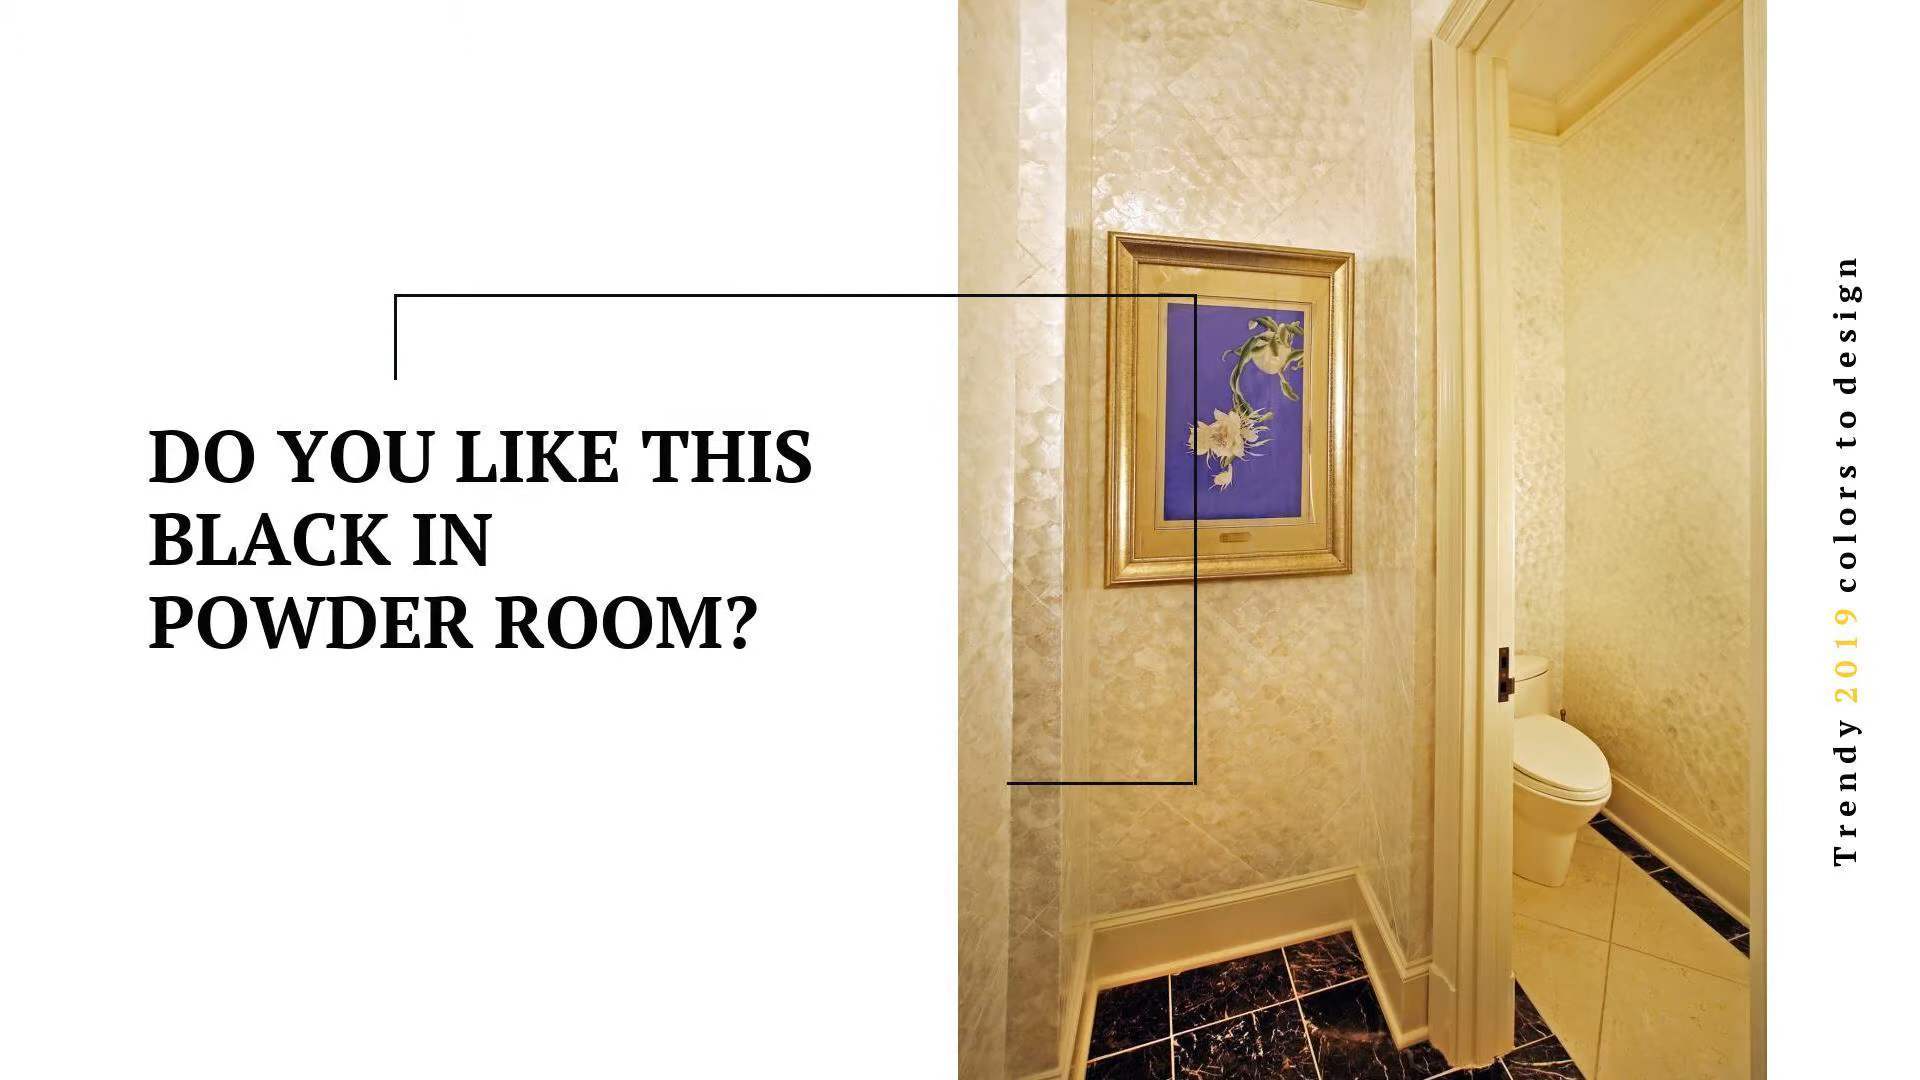 DO YOU LIKE THIS
BLACK IN
POWDER ROOM?
Trendy 2019 colors to design